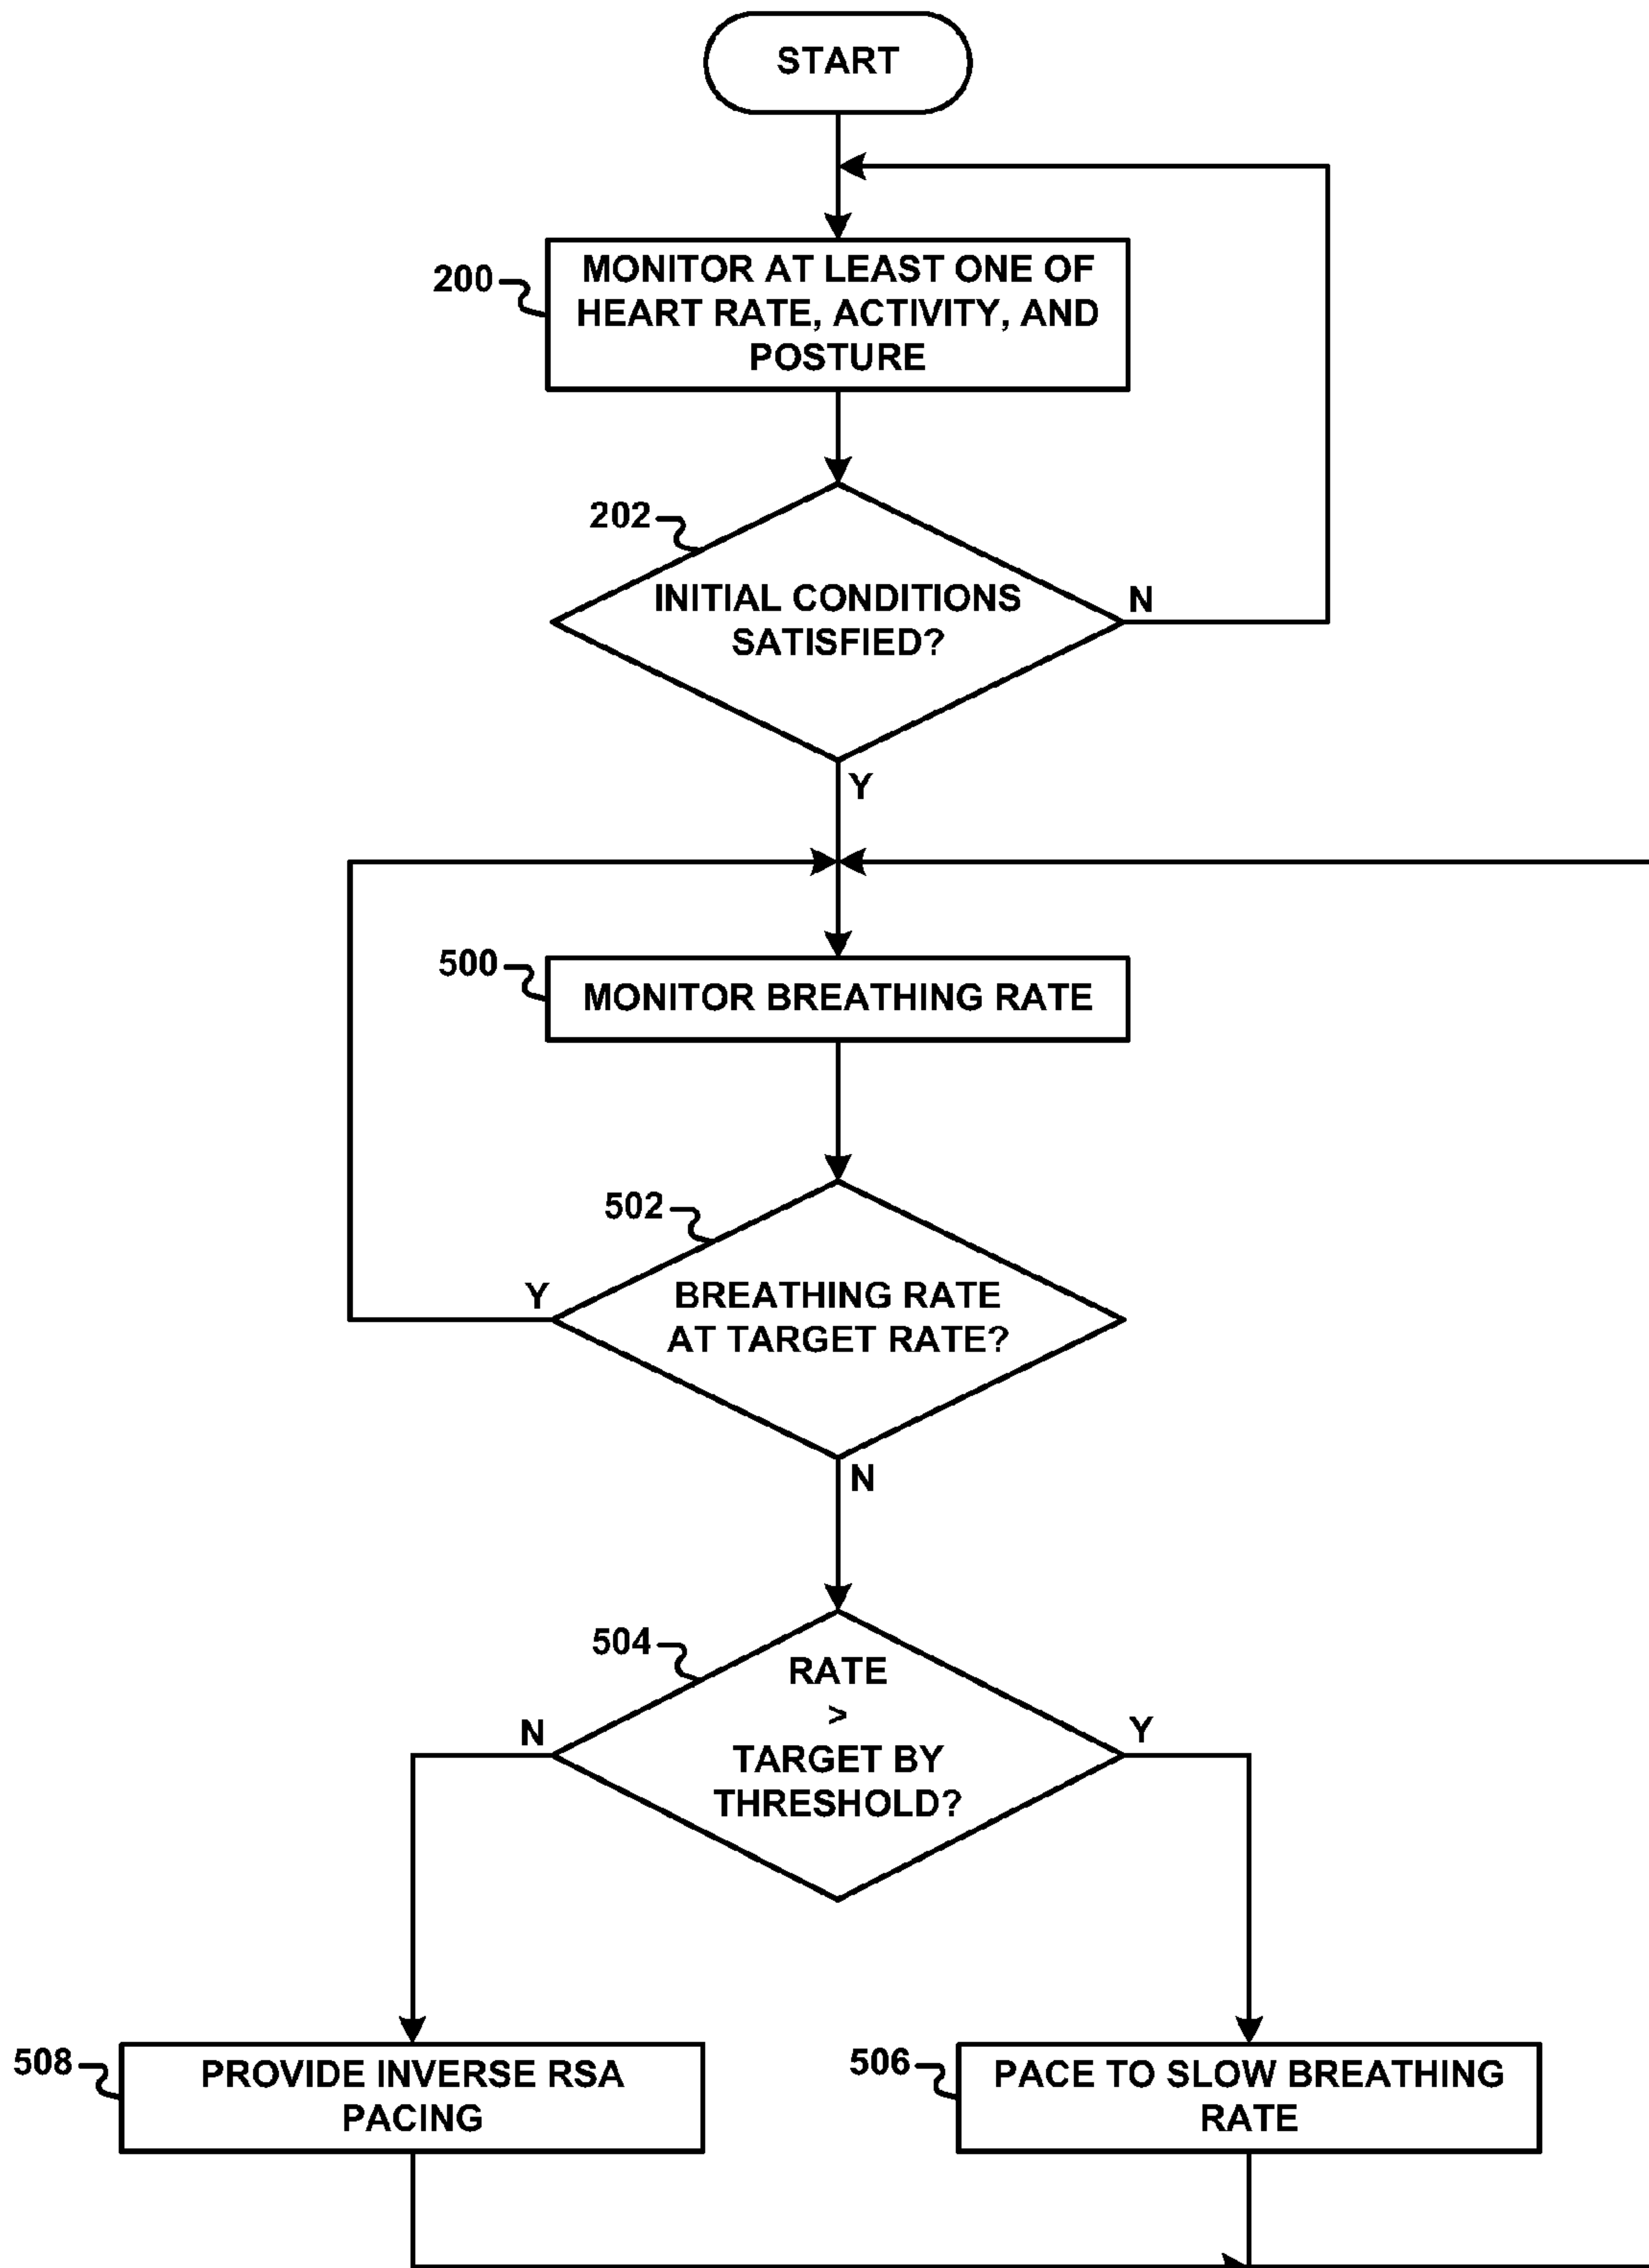 START
200
MONITOR AT LEAST ONE OF
HEART RATE, ACTIVITY, AND
POSTURE
202
INITIAL CONDITIONS
SATISFIED?
N
Y
500
MONITOR BREATHING RATE
502
BREATHING RATE
AT TARGET RATE?
Y
N
504
RATE
>
TARGET BY
THRESHOLD?
N
Y
508
PROVIDE INVERSE RSA
PACING
506
PACE TO SLOW BREATHING
RATE